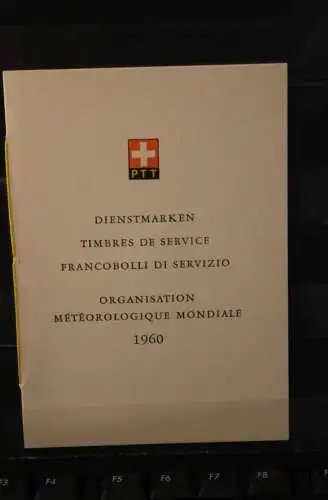 PTT
DIENSTMARKEN
TIMBRES DE SERVICE
FRANCOBOLLI DI SERVIZIO
ORGANISATION
MÉTÉOROLOGIQUE MONDIALE
1960
F3 F4 F5 F6 F7 F8